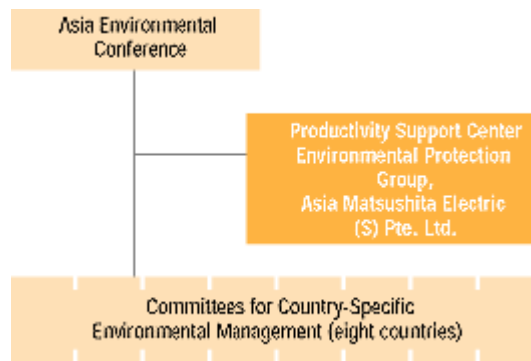 Asia Environmental
Conference
Productivity Support Center
Environmental Protection
Group,
Asia Matsushita Electric
(S) Pte. Ltd.
Committees for Country-Specific
Environmental Management (eight countries)